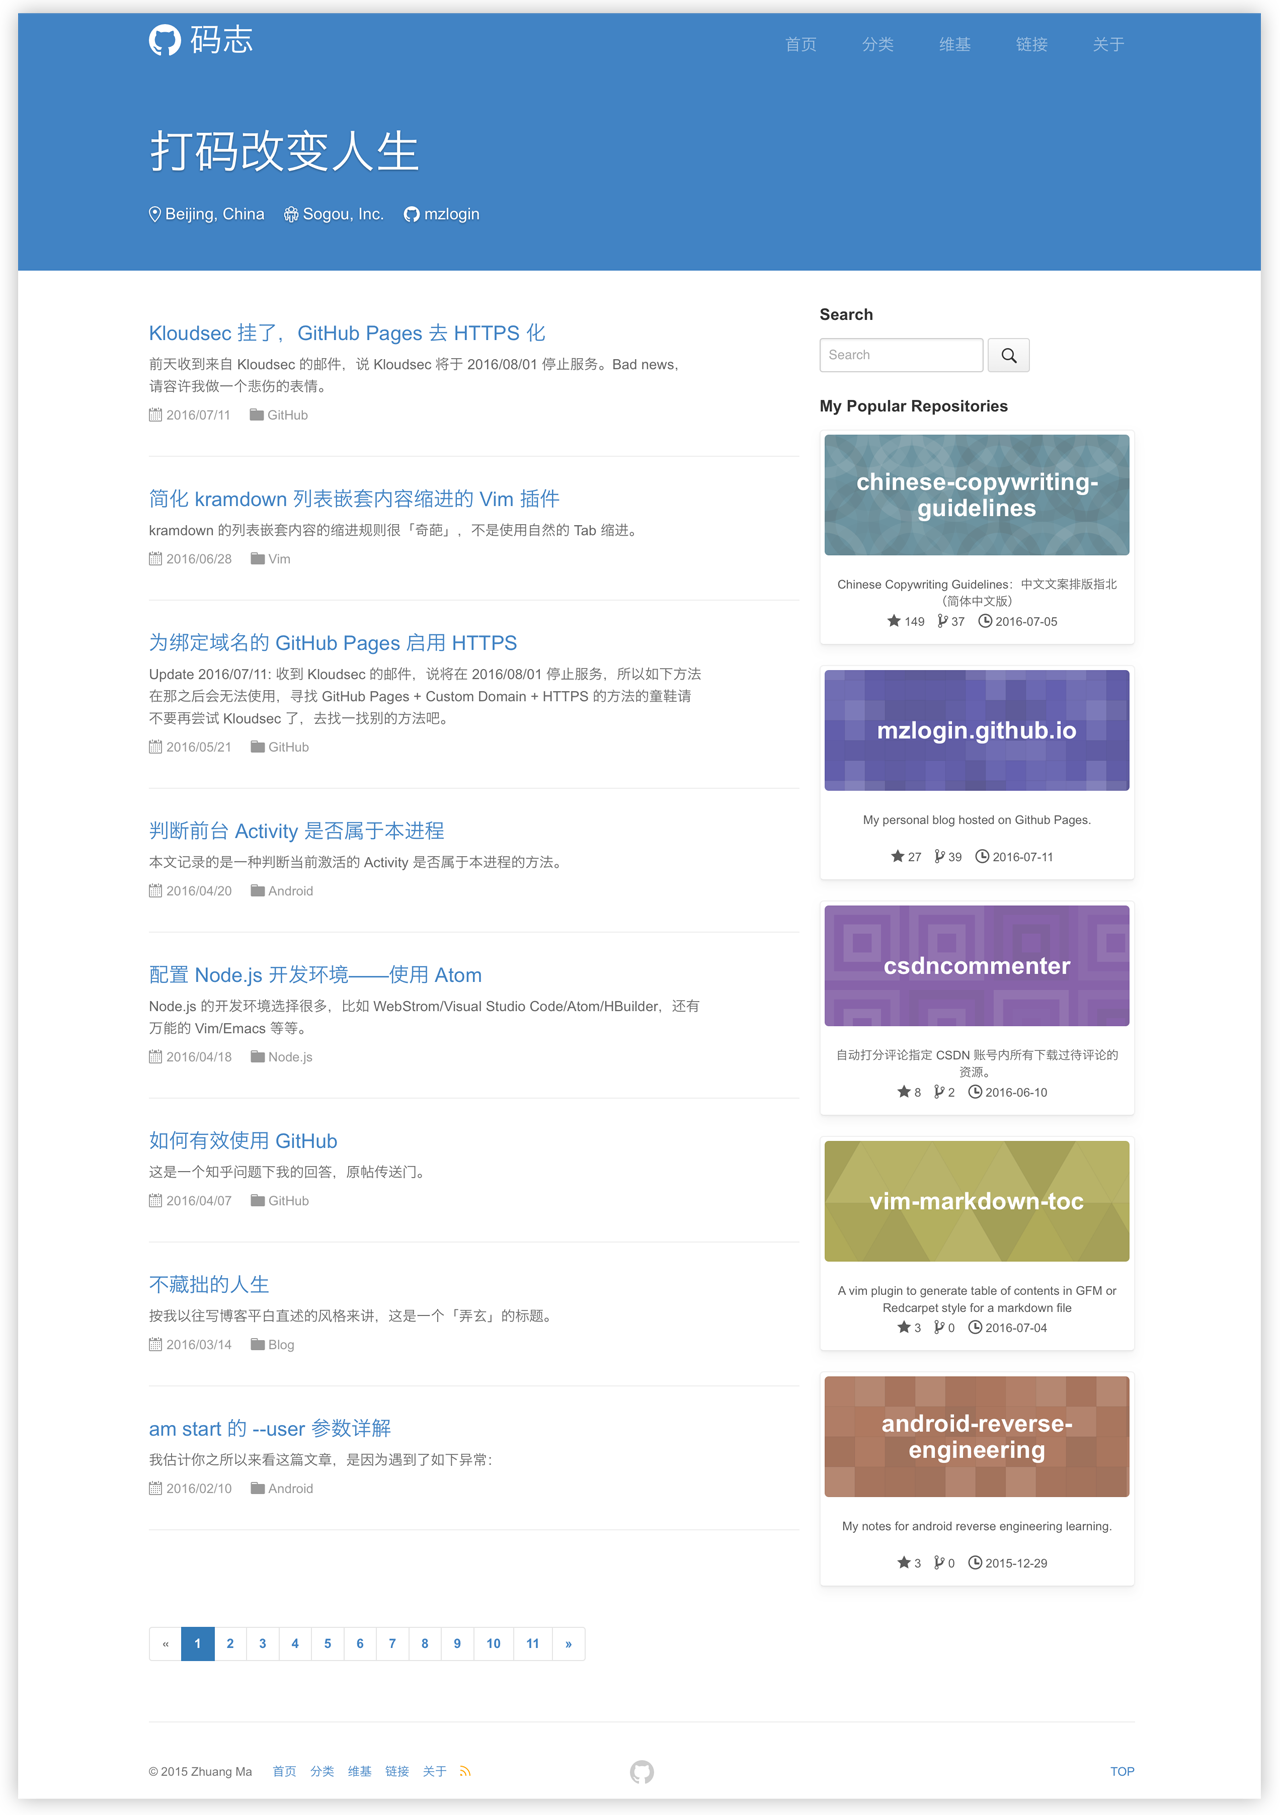 码志
首页 分类 维基 链接 关于
打码改变人生
Beijing, China Sogou, Inc. mzlogin
Kloudsec 挂了，GitHub Pages 去 HTTPS 化
前天收到来自 Kloudsec 的邮件，说 Kloudsec 将于 2016/08/01 停止服务。Bad news，
请容许我做一个悲伤的表情。
2016/07/11 GitHub
简化 kramdown 列表嵌套内容缩进的 Vim 插件
kramdown 的列表嵌套内容的缩进规则很「奇葩」，不是使用自然的 Tab 缩进。
2016/06/28 Vim
为绑定域名的 GitHub Pages 启用 HTTPS
Update 2016/07/11: 收到 Kloudsec 的邮件，说将在 2016/08/01 停止服务，所以如下方法
在那之后会无法使用，寻找 GitHub Pages + Custom Domain + HTTPS 的方法的童鞋请
不要再尝试 Kloudsec 了，去找一找别的方法吧。
2016/05/21 GitHub
判断前台 Activity 是否属于本进程
本文记录的是一种判断当前激活的 Activity 是否属于本进程的方法。
2016/04/20 Android
配置 Node.js 开发环境——使用 Atom
Node.js 的开发环境选择很多，比如 WebStrom/Visual Studio Code/Atom/HBuilder，还有
万能的 Vim/Emacs 等等。
2016/04/18 Node.js
如何有效使用 GitHub
这是一个知乎问题下我的回答，原帖传送门。
2016/04/07 GitHub
不藏拙的人生
按我以往写博客平白直述的风格来讲，这是一个「弄玄」的标题。
2016/03/14 Blog
am start 的 --user 参数详解
我估计你之所以来看这篇文章，是因为遇到了如下异常：
2016/02/10 Android
« 1 2 3 4 5 6 7 8 9 10 11 »
Search
Search
My Popular Repositories
chinese-copywriting-
guidelines
Chinese Copywriting Guidelines：中文文案排版指北
（简体中文版）
149 37 2016-07-05
mzlogin.github.io
My personal blog hosted on Github Pages.
27 39 2016-07-11
csdncommenter
自动打分评论指定 CSDN 账号内所有下载过待评论的
资源。
8 2 2016-06-10
vim-markdown-toc
A vim plugin to generate table of contents in GFM or
Redcarpet style for a markdown file
3 0 2016-07-04
android-reverse-
engineering
My notes for android reverse engineering learning.
3 0 2015-12-29
© 2015 Zhuang Ma 首页 分类 维基 链接 关于 TOP